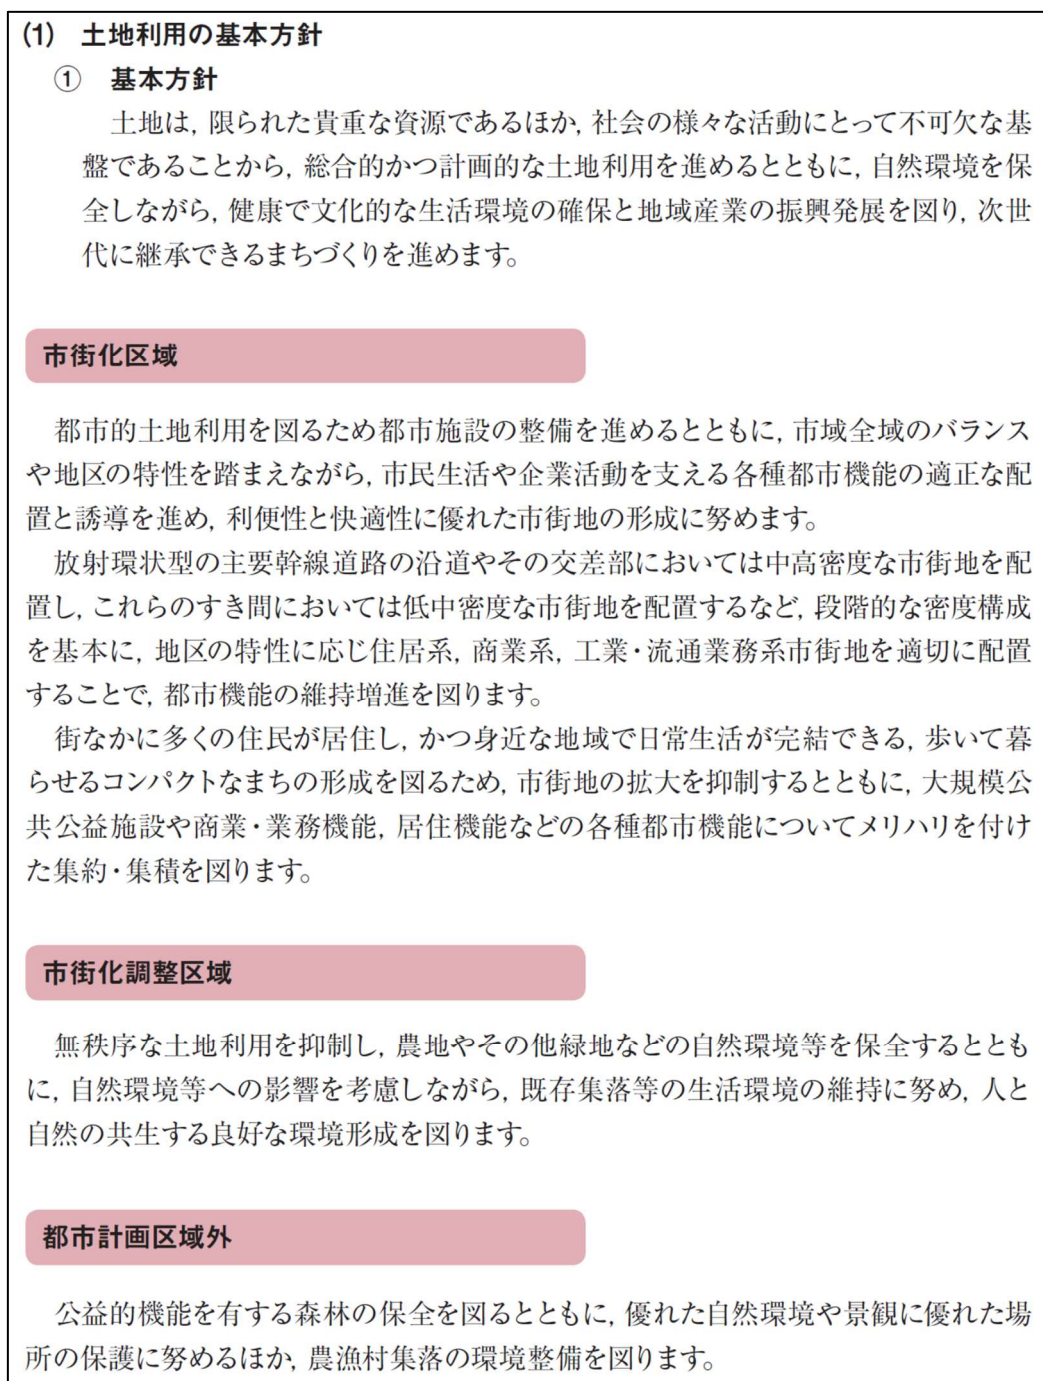 (1) 土地利用の基本方針
① 基本方針
土地は, 限られた貴重な資源であるほか, 社会の様々な活動にとって不可欠な基
盤であることから, 総合的かつ計画的な土地利用を進めるとともに, 自然環境を保
全しながら, 健康で文化的な生活環境の確保と地域産業の振興発展を図り, 次世
代に継承できるまちづくりを進めます。
市街化区域
都市的土地利用を図るため都市施設の整備を進めるとともに, 市域全域のバランス
や地区の特性を踏まえながら, 市民生活や企業活動を支える各種都市機能の適正な配
置と誘導を進め, 利便性と快適性に優れた市街地の形成に努めます。
放射環状型の主要幹線道路の沿道やその交差部においては中高密度な市街地を配
置し, これらのすき間においては低中密度な市街地を配置するなど, 段階的な密度構成
を基本に, 地区の特性に応じ住居系, 商業系, 工業・流通業務系市街地を適切に配置
することで, 都市機能の維持増進を図ります。
街なかに多くの住民が居住し, かつ身近な地域で日常生活が完結できる, 歩いて暮
らせるコンパクトなまちの形成を図るため, 市街地の拡大を抑制するとともに, 大規模公
共公益施設や商業・業務機能, 居住機能などの各種都市機能についてメリハリを付け
た集約・集積を図ります。
市街化調整区域
無秩序な土地利用を抑制し, 農地やその他緑地などの自然環境等を保全するととも
に, 自然環境等への影響を考慮しながら, 既存集落等の生活環境の維持に努め, 人と
自然の共生する良好な環境形成を図ります。
都市計画区域外
公益的機能を有する森林の保全を図るとともに, 優れた自然環境や景観に優れた場
所の保護に努めるほか, 農漁村集落の環境整備を図ります。